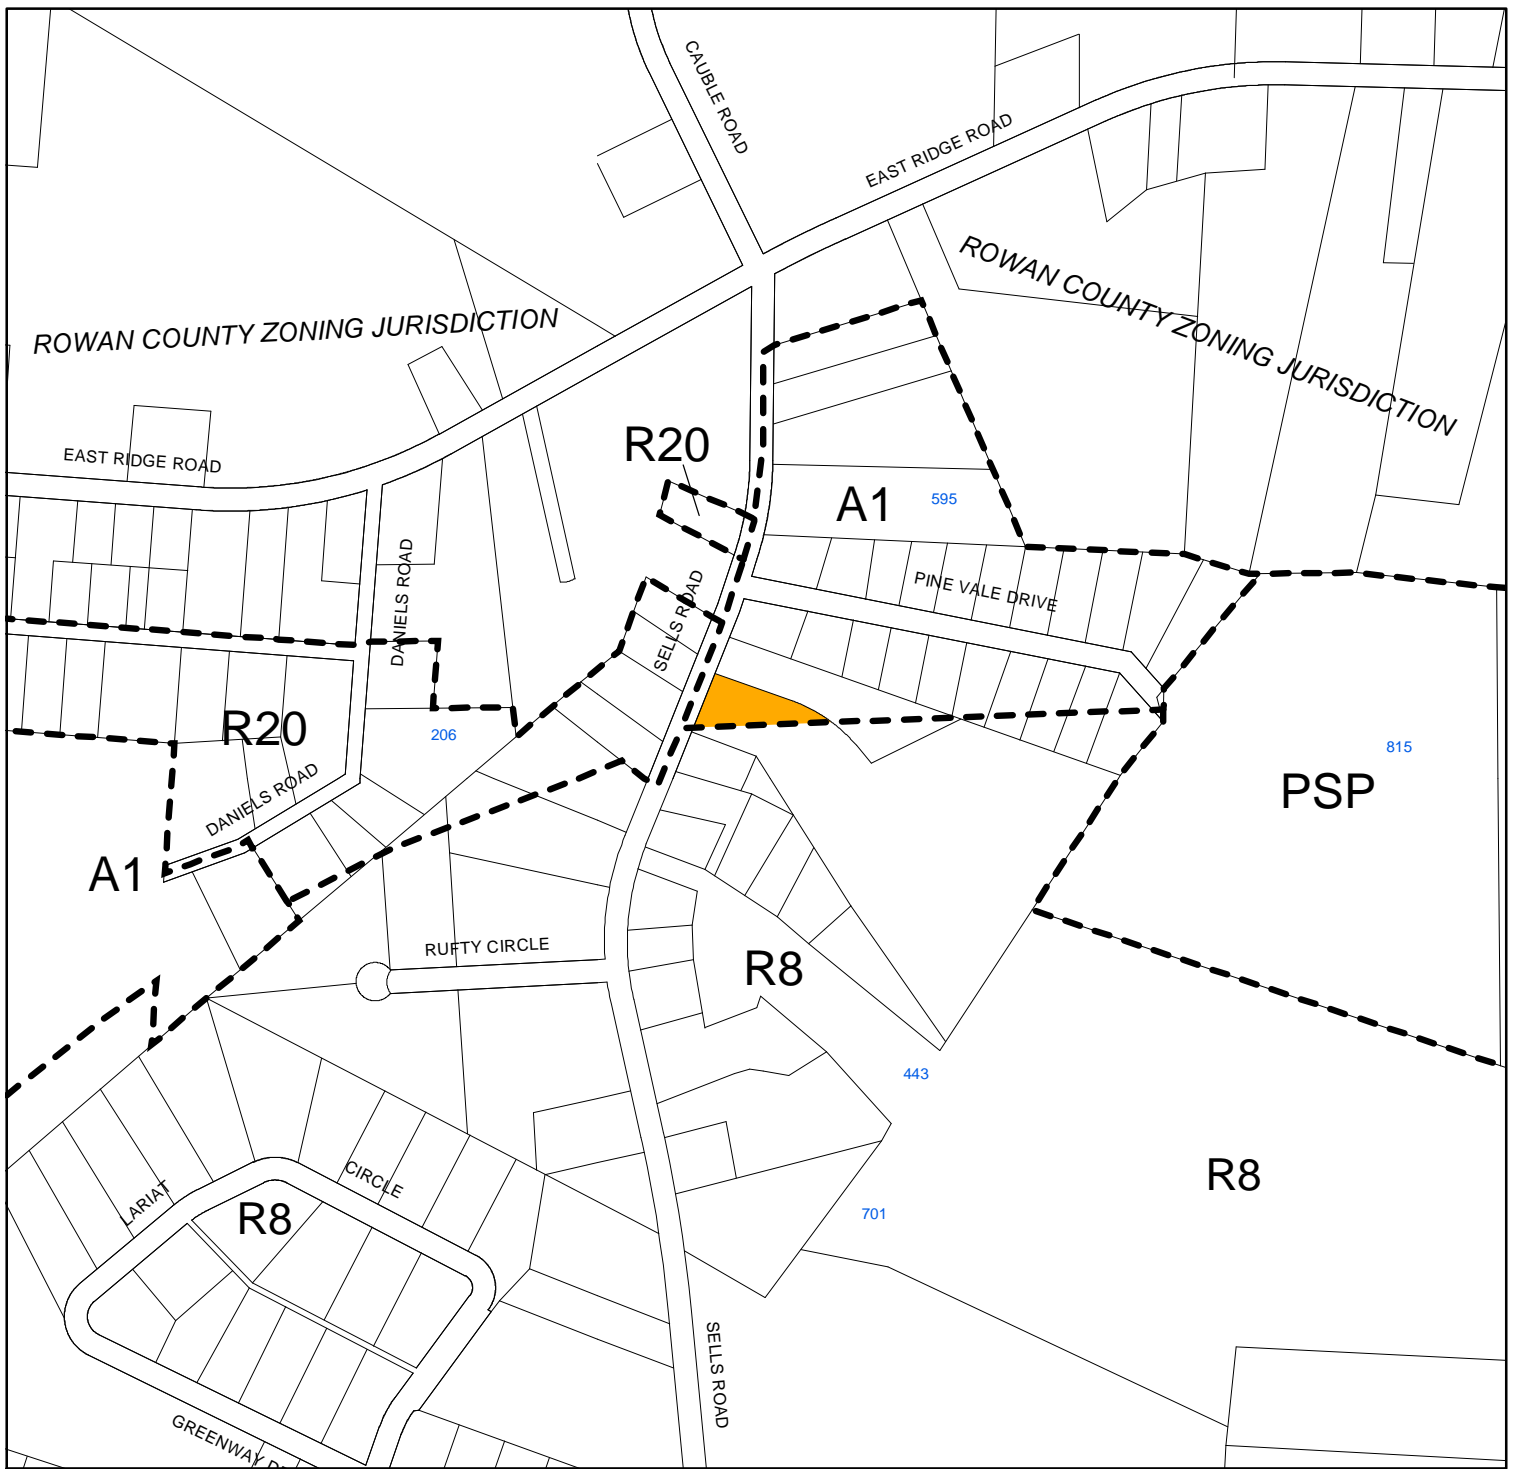 CAUBLE ROAD
EAST RIDGE ROAD
ROWAN COUNTY ZONING JURISDICTION
ROWAN COUNTY ZONING JURISDICTION
R20
EAST RIDGE ROAD
A1
595
DANIELS ROAD
SELLS ROAD
PINE VALE DRIVE
R20
206
815
PSP
DANIELS ROAD
A1
RUFTY CIRCLE
R8
443
LARIAT
CIRCLE
R8
R8
701
SELLS ROAD
GREENWAY